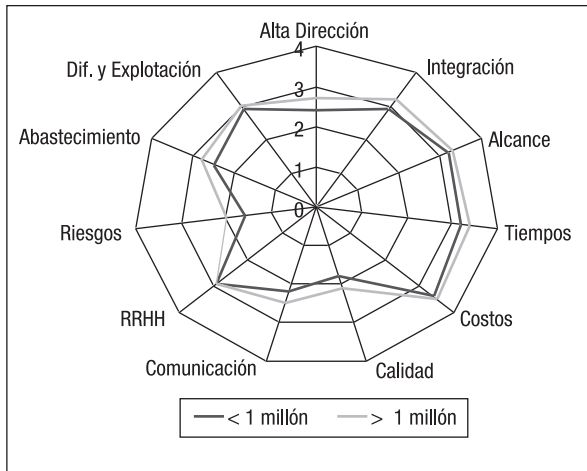 Alta Dirección
Dif. y Explotación
Integración
Abastecimiento
Alcance
Riesgos
Tiempos
RRHH
Costos
Comunicación
Calidad
4
3
2
1
0
< 1 millón
> 1 millón